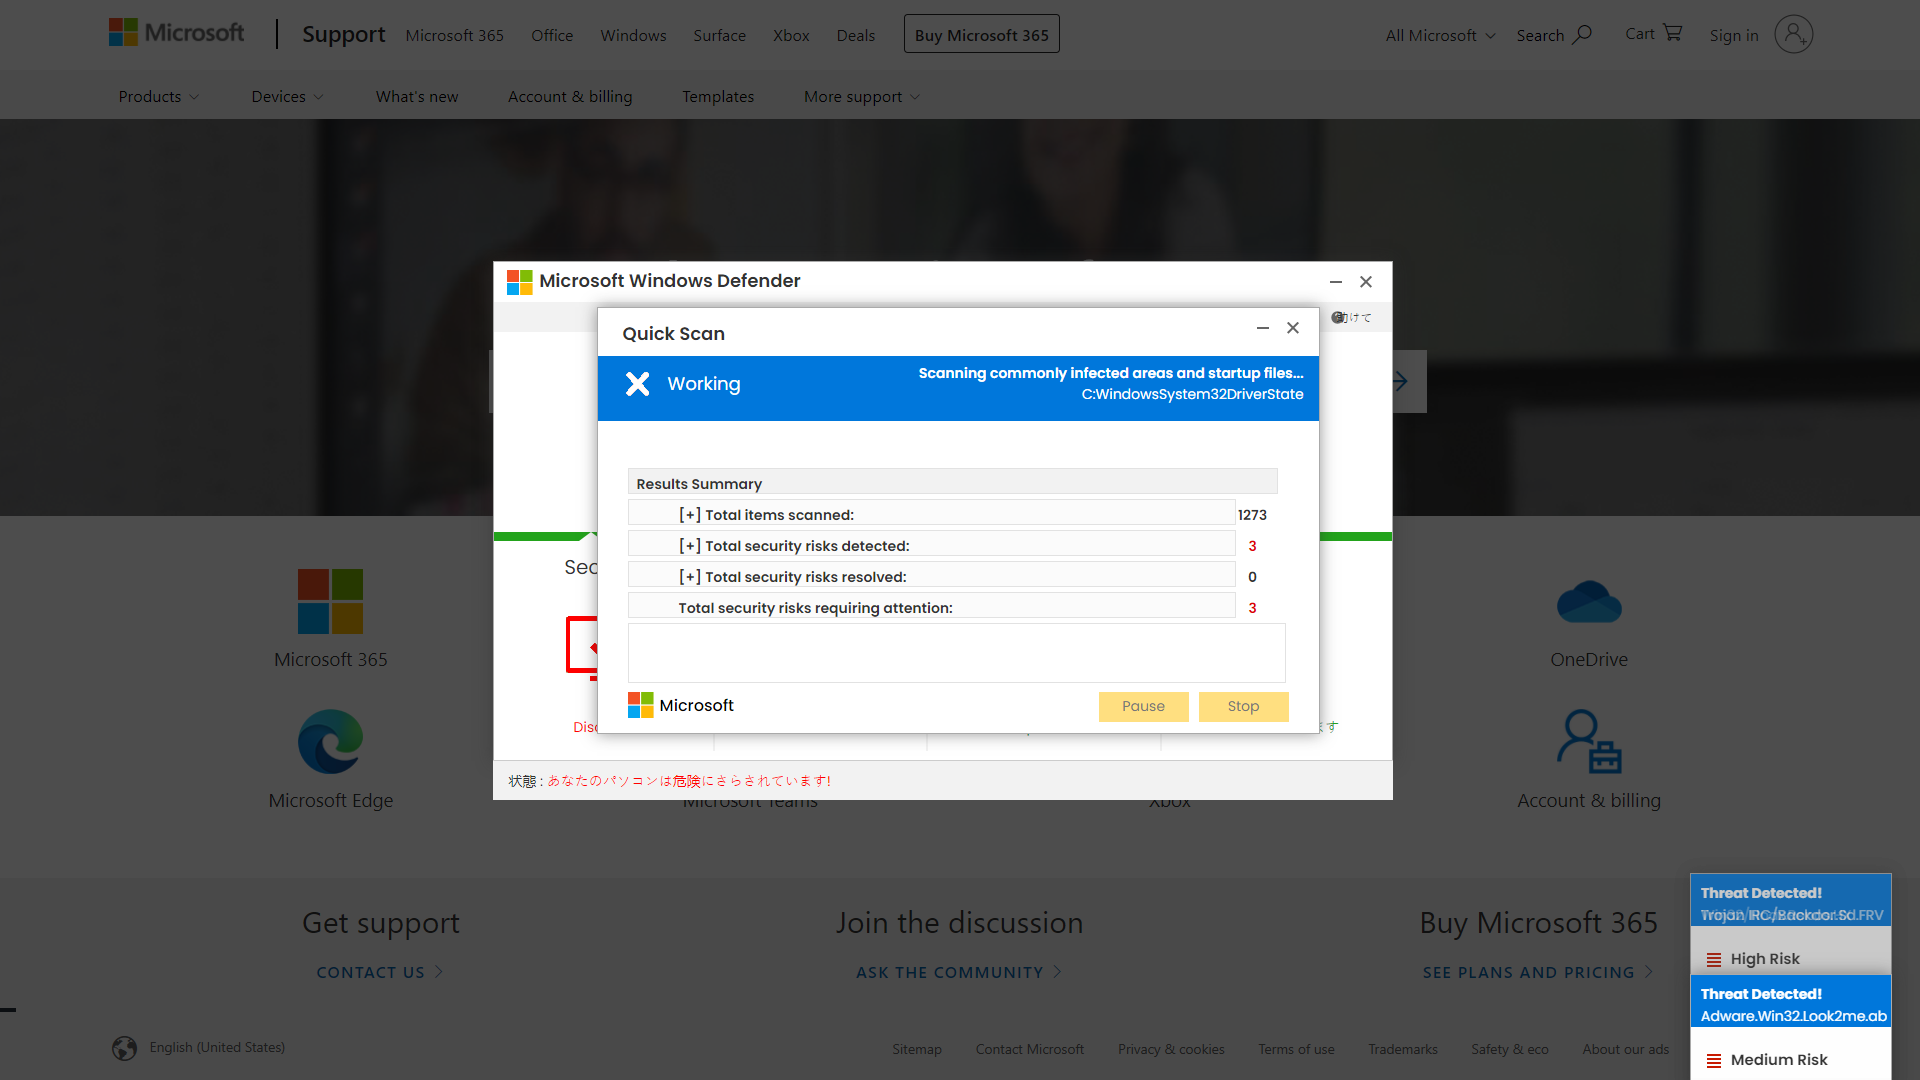 Microsoft
Support
Microsoft 365
Office
Windows
Surface
Xbox
Deals
Buy Microsoft 365
All Microsoft
Search
Cart
Sign in
Products
Devices
What's new
Account & billing
Templates
More support
Microsoft Windows Defender
けて
Quick Scan
Working
Scanning commonly infected areas and startup files...
C:WindowsSystem32DriverState
Results Summary
[+] Total items scanned: 1273
[+] Total security risks detected: 3
[+] Total security risks resolved: 0
Total security risks requiring attention: 3
Microsoft
Pause
Stop
Sec
Disc
ます
状態 : あなたのパソコンは危険にさらされています!
Microsoft 365
OneDrive
Microsoft Edge
Microsoft Teams
Xbox
Account & billing
Get support
Join the discussion
Buy Microsoft 365
CONTACT US
ASK THE COMMUNITY
SEE PLANS AND PRICING
Threat Detected!
High Risk
Threat Detected!
Adware.Win32.Look2me.ab
Medium Risk
English (United States)
Sitemap
Contact Microsoft
Privacy & cookies
Terms of use
Trademarks
Safety & eco
About our ads